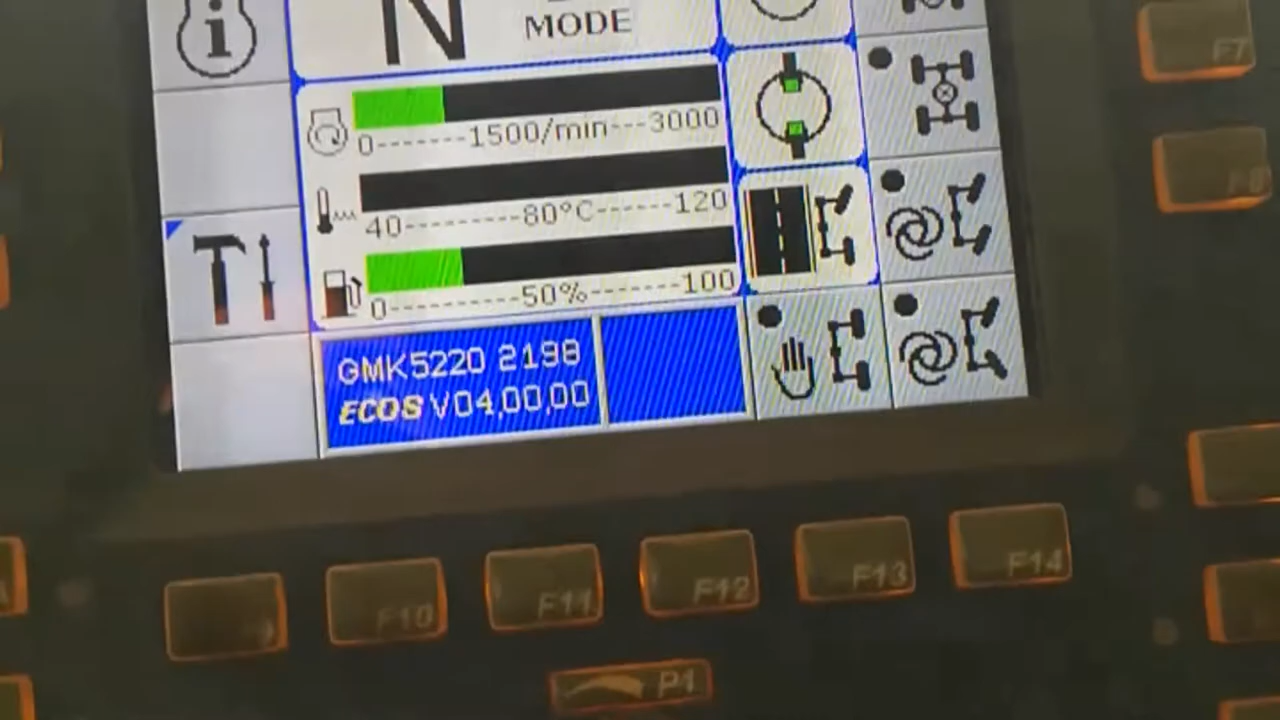 N
MODE
0-------1500/min---3000
40---------80°C------120
0----------50%-------100
GMK5220 2198
ECOS V04,00,00
F7
F8
F10
F11
F12
F13
F14
P1